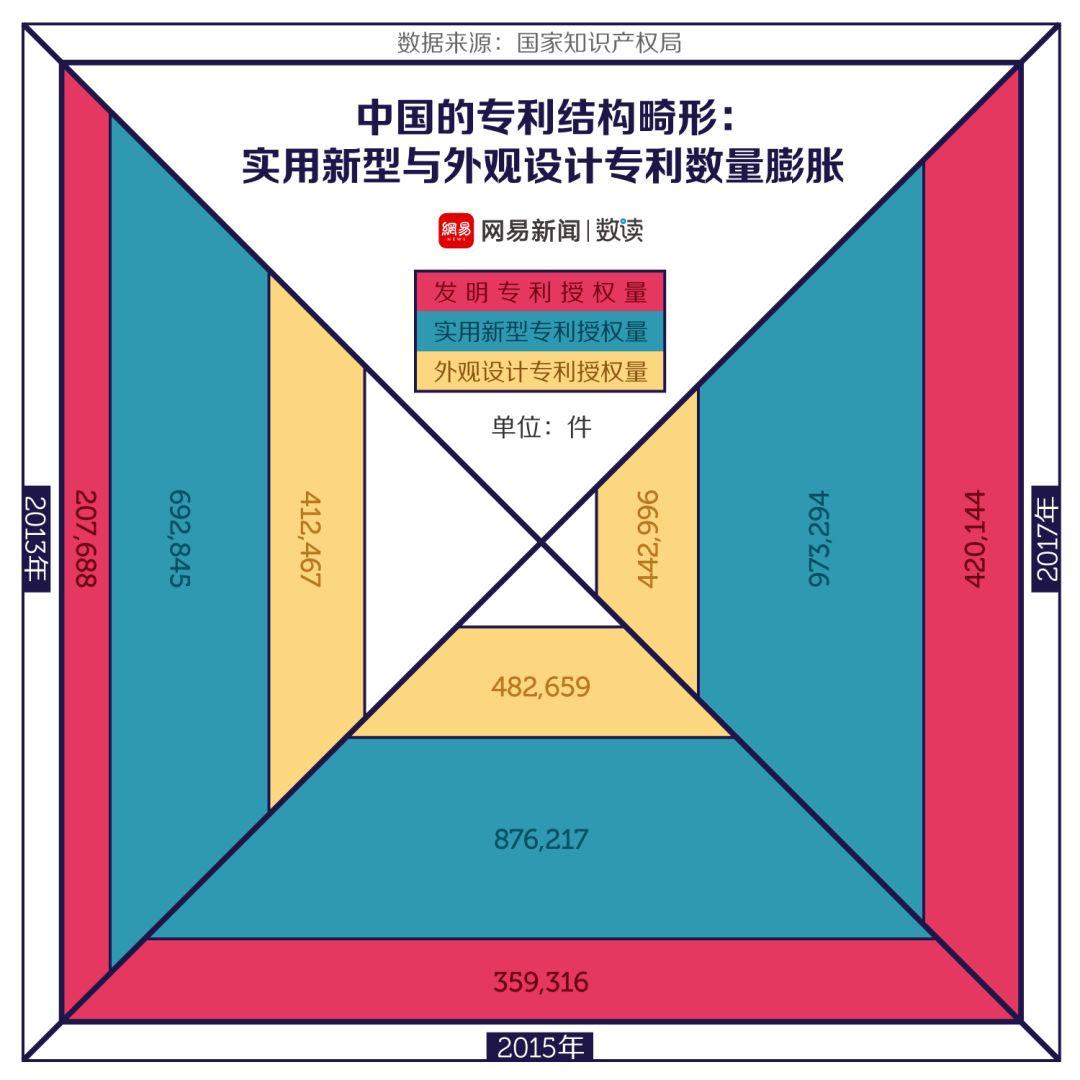 数据来源：国家知识产权局
中国的专利结构畸形：
实用新型与外观设计专利数量膨胀
網易 NEWS 网易新闻 | 数读
发明专利授权量
实用新型专利授权量
外观设计专利授权量
单位：件
2013年
207,688
692,845
412,467
442,996
973,294
420,144
2017年
482,659
876,217
359,316
2015年